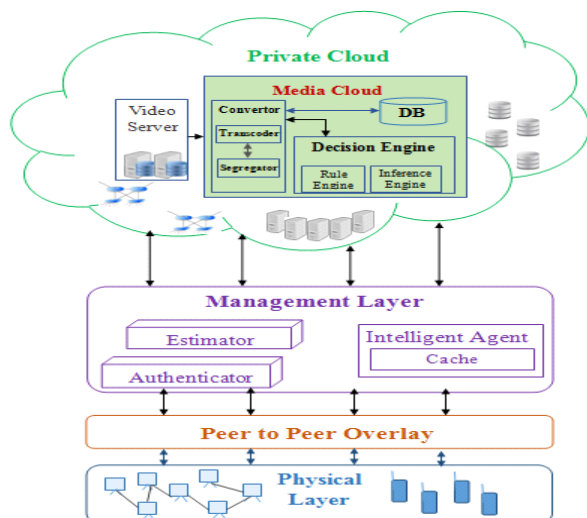 Private Cloud
Media Cloud
Video
Server
Convertor
Transcoder
Segregator
DB
Decision Engine
Rule
Engine
Inference
Engine
Management Layer
Estimator
Authenticator
Intelligent Agent
Cache
Peer to Peer Overlay
Physical
Layer